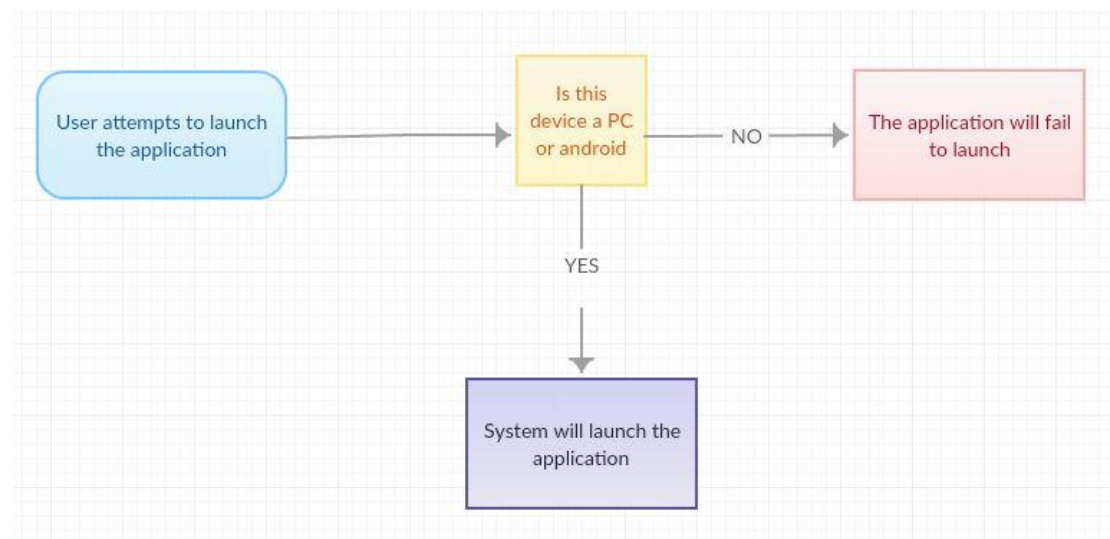 User attempts to launch
the application
Is this
device a PC
or android
NO
The application will fail
to launch
YES
System will launch the
application